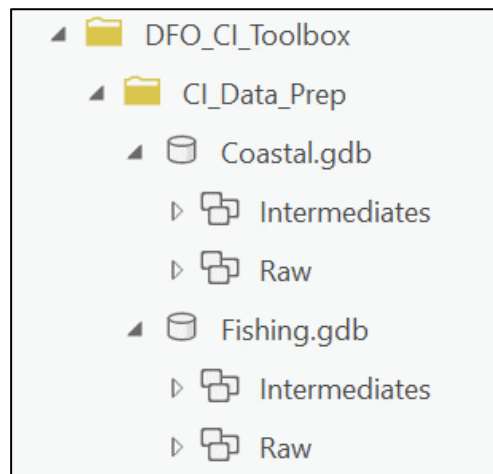 DFO_CI_Toolbox
CI_Data_Prep
Coastal.gdb
Intermediates
Raw
Fishing.gdb
Intermediates
Raw